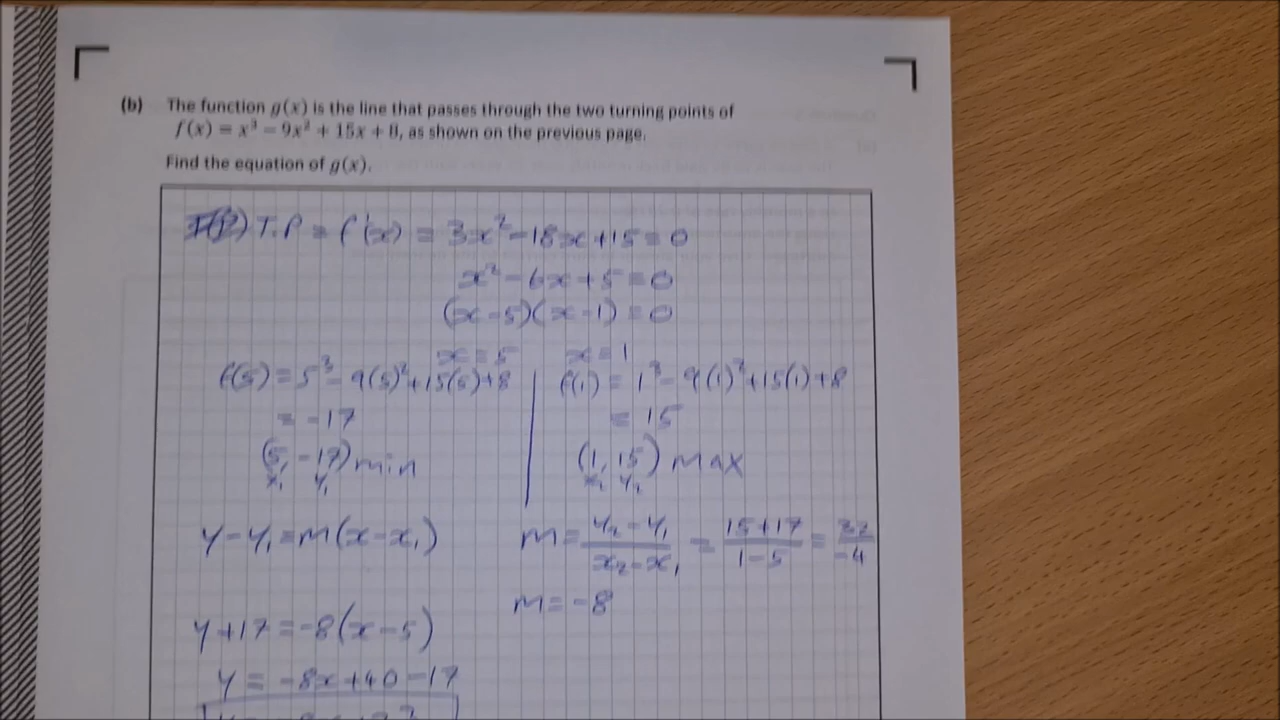 (b) The function g(x) is the line that passes through the two turning points of
f(x) = x³ − 9x² + 15x + 8, as shown on the previous page.
Find the equation of g(x).
T.P = f'(x) = 3x² − 18x + 15 = 0
x² − 6x + 5 = 0
(x − 5)(x − 1) = 0
x = 5 x = 1
f(5) = 5³ − 9(5)² + 15(5) + 8
= −17
(5, −17) min
x₁ y₁
f(1) = 1³ − 9(1)² + 15(1) + 8
= 15
(1, 15) max
y − y₁ = m(x − x₁)
m = y₂ − y₁ / x₂ − x₁ = 15 + 17 / 1 − 5 = 32 / −4
m = −8
y + 17 = −8(x − 5)
y = −8x + 40 − 17